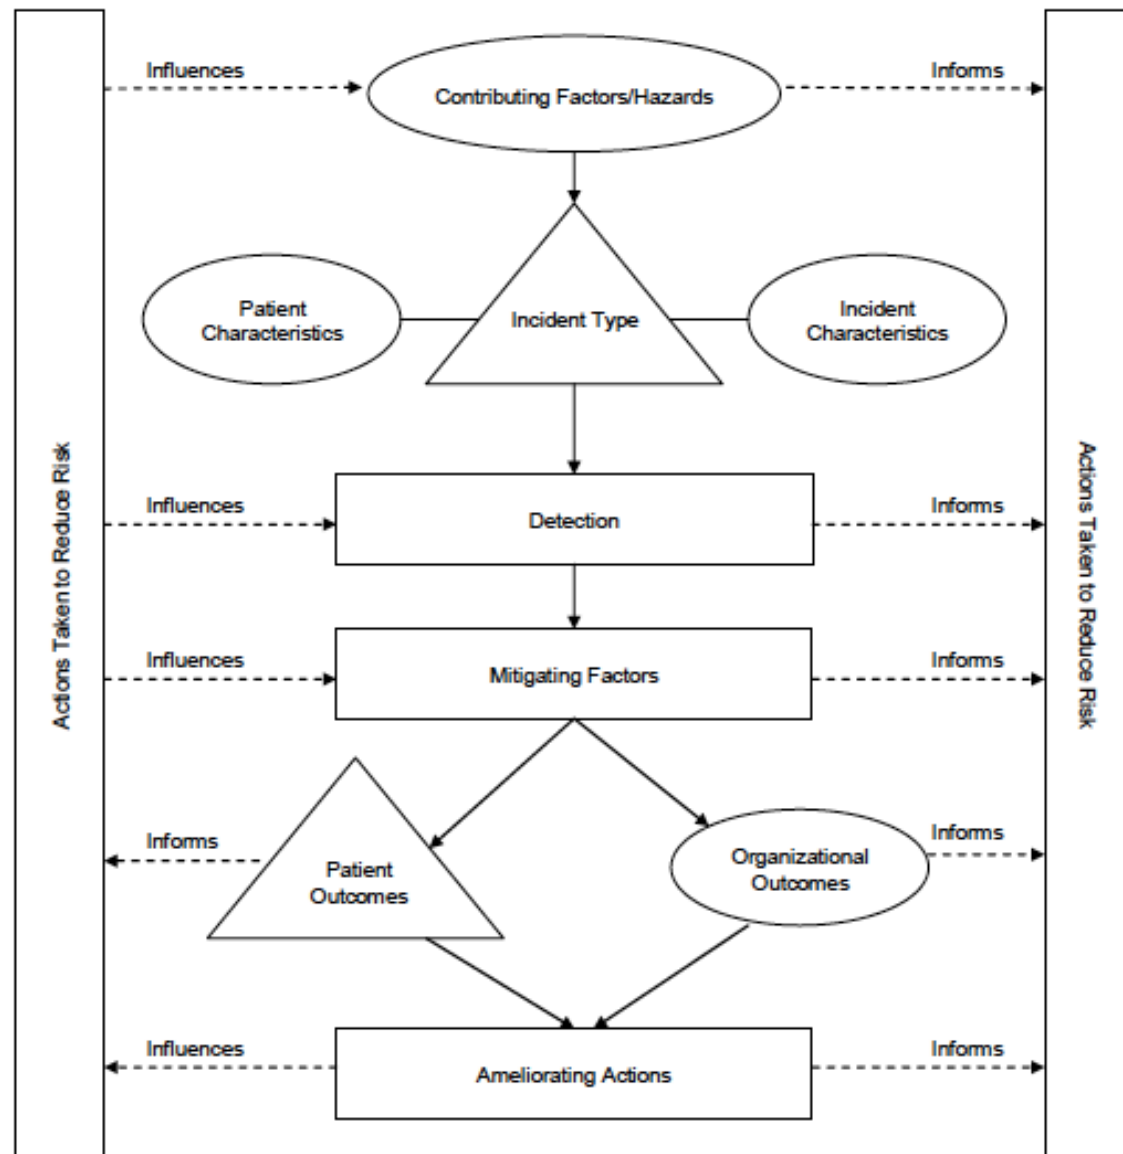 Influences
Informs
Contributing Factors/Hazards
Patient
Characteristics
Incident Type
Incident
Characteristics
Actions Taken to Reduce Risk
Actions Taken to Reduce Risk
Influences
Informs
Detection
Influences
Informs
Mitigating Factors
Informs
Informs
Patient
Outcomes
Organizational
Outcomes
Influences
Informs
Ameliorating Actions